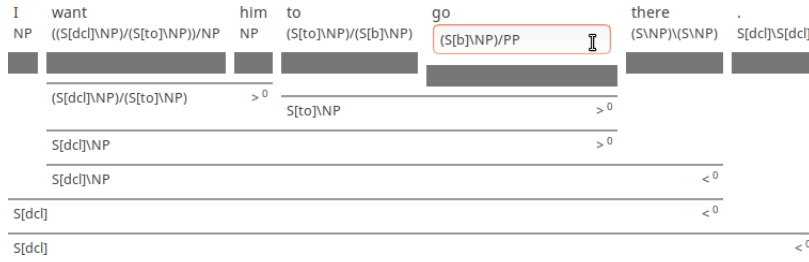 I want him to go there .
NP ((S[dcl]\NP)/(S[to]\NP))/NP NP (S[to]\NP)/(S[b]\NP) (S[b]\NP)/PP (S\NP)\(S\NP) S[dcl]\S[dcl]
(S[dcl]\NP)/(S[to]\NP) > 0
S[to]\NP > 0
S[dcl]\NP > 0
S[dcl]\NP < 0
S[dcl] < 0
S[dcl] < 0